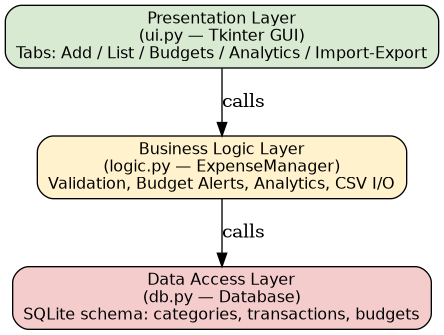 Presentation Layer
(ui.py — Tkinter GUI)
Tabs: Add / List / Budgets / Analytics / Import-Export
calls
Business Logic Layer
(logic.py — ExpenseManager)
Validation, Budget Alerts, Analytics, CSV I/O
calls
Data Access Layer
(db.py — Database)
SQLite schema: categories, transactions, budgets